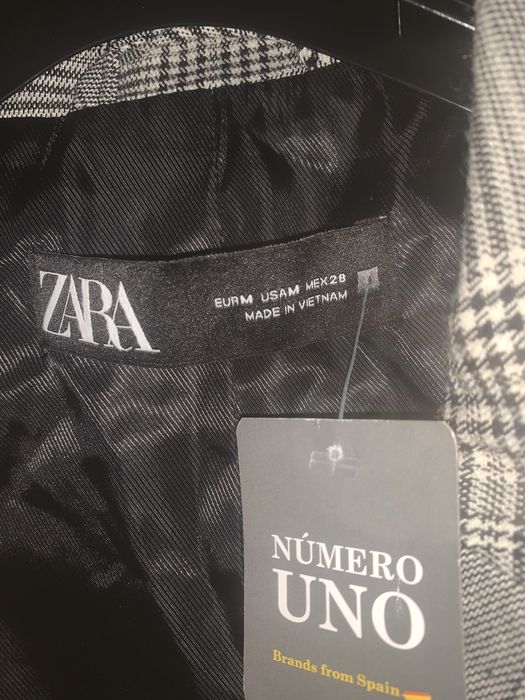 ZARA
EUR M USA M MEX 28
MADE IN VIETNAM
NÚMERO
UNO
Brands from Spain